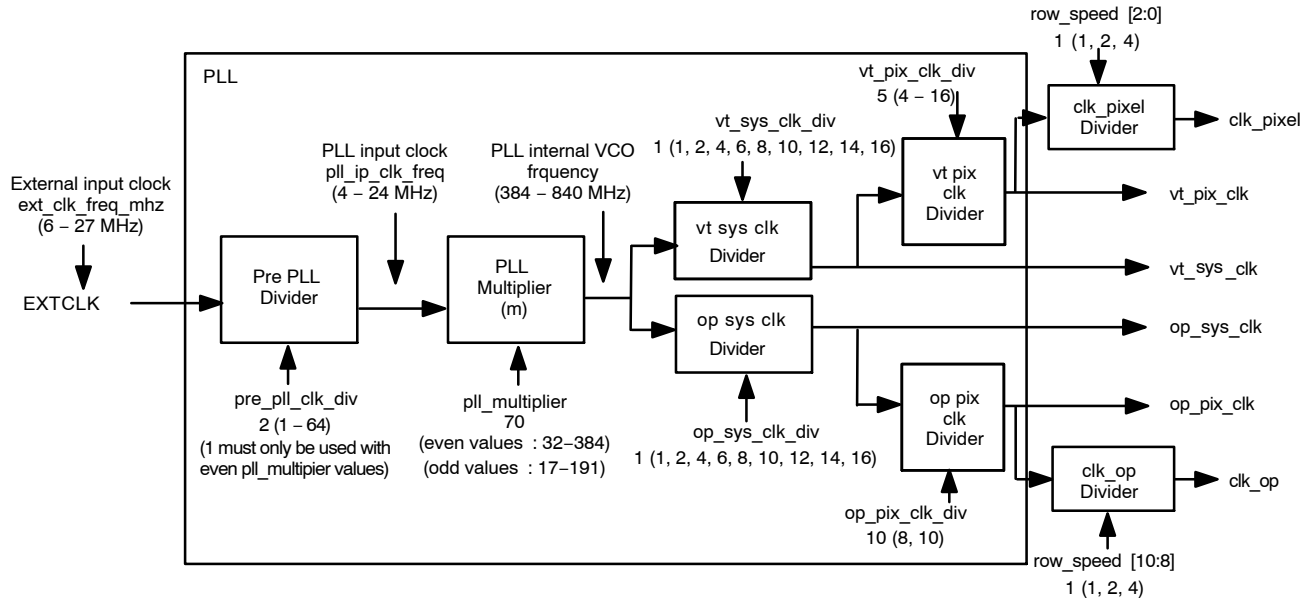 row_speed [2:0]
1 (1, 2, 4)
PLL
vt_pix_clk_div
5 (4 – 16)
clk_pixel
Divider
clk_pixel
vt_sys_clk_div
1 (1, 2, 4, 6, 8, 10, 12, 14, 16)
PLL input clock
pll_ip_clk_freq
(4 – 24 MHz)
PLL internal VCO
frquency
(384 – 840 MHz)
External input clock
ext_clk_freq_mhz
(6 – 27 MHz)
vt pix
clk
Divider
vt_pix_clk
vt sys clk
Divider
vt_sys_clk
Pre PLL
Divider
PLL
Multiplier
(m)
EXTCLK
op sys clk
Divider
op_sys_clk
pre_pll_clk_div
2 (1 – 64)
(1 must only be used with
even pll_multipier values)
pll_multiplier
70
(even values : 32–384)
(odd values : 17–191)
op_sys_clk_div
1 (1, 2, 4, 6, 8, 10, 12, 14, 16)
op pix
clk
Divider
op_pix_clk
clk_op
Divider
clk_op
op_pix_clk_div
10 (8, 10)
row_speed [10:8]
1 (1, 2, 4)